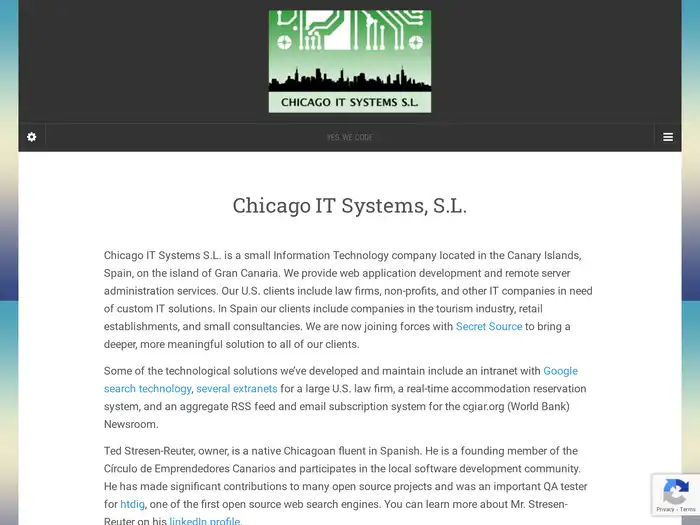 CHICAGO IT SYSTEMS S.L.
YES, WE CODE
Chicago IT Systems, S.L.
Chicago IT Systems S.L. is a small Information Technology company located in the Canary Islands,
Spain, on the island of Gran Canaria. We provide web application development and remote server
administration services. Our U.S. clients include law firms, non-profits, and other IT companies in need
of custom IT solutions. In Spain our clients include companies in the tourism industry, retail
establishments, and small consultancies. We are now joining forces with Secret Source to bring a
deeper, more meaningful solution to all of our clients.
Some of the technological solutions we've developed and maintain include an intranet with Google
search technology, several extranets for a large U.S. law firm, a real-time accommodation reservation
system, and an aggregate RSS feed and email subscription system for the cgiar.org (World Bank)
Newsroom.
Ted Stresen-Reuter, owner, is a native Chicagoan fluent in Spanish. He is a founding member of the
Círculo de Emprendedores Canarios and participates in the local software development community.
He has made significant contributions to many open source projects and was an important QA tester
for htdig, one of the first open source web search engines. You can learn more about Mr. Stresen-
Reuter on his linkedIn profile.
Privacy - Terms